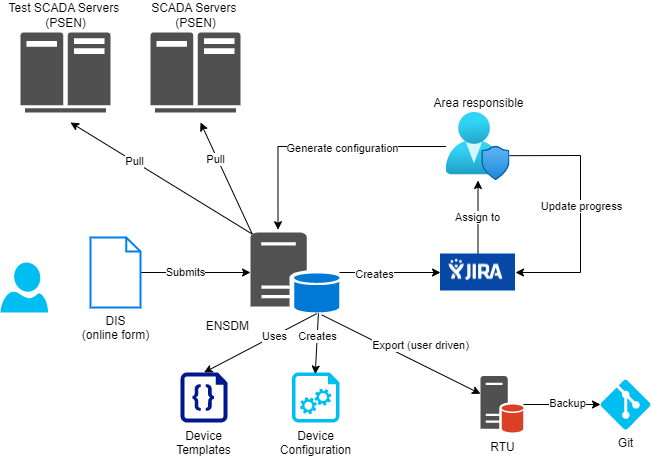 Test SCADA Servers
(PSEN)
SCADA Servers
(PSEN)
Area responsible
Generate configuration
Pull
Pull
Update progress
Assign to
Submits
Creates
JIRA
DIS
(online form)
ENSDM
Uses
Creates
Export (user driven)
{}
Device
Templates
Device
Configuration
RTU
Backup
Git